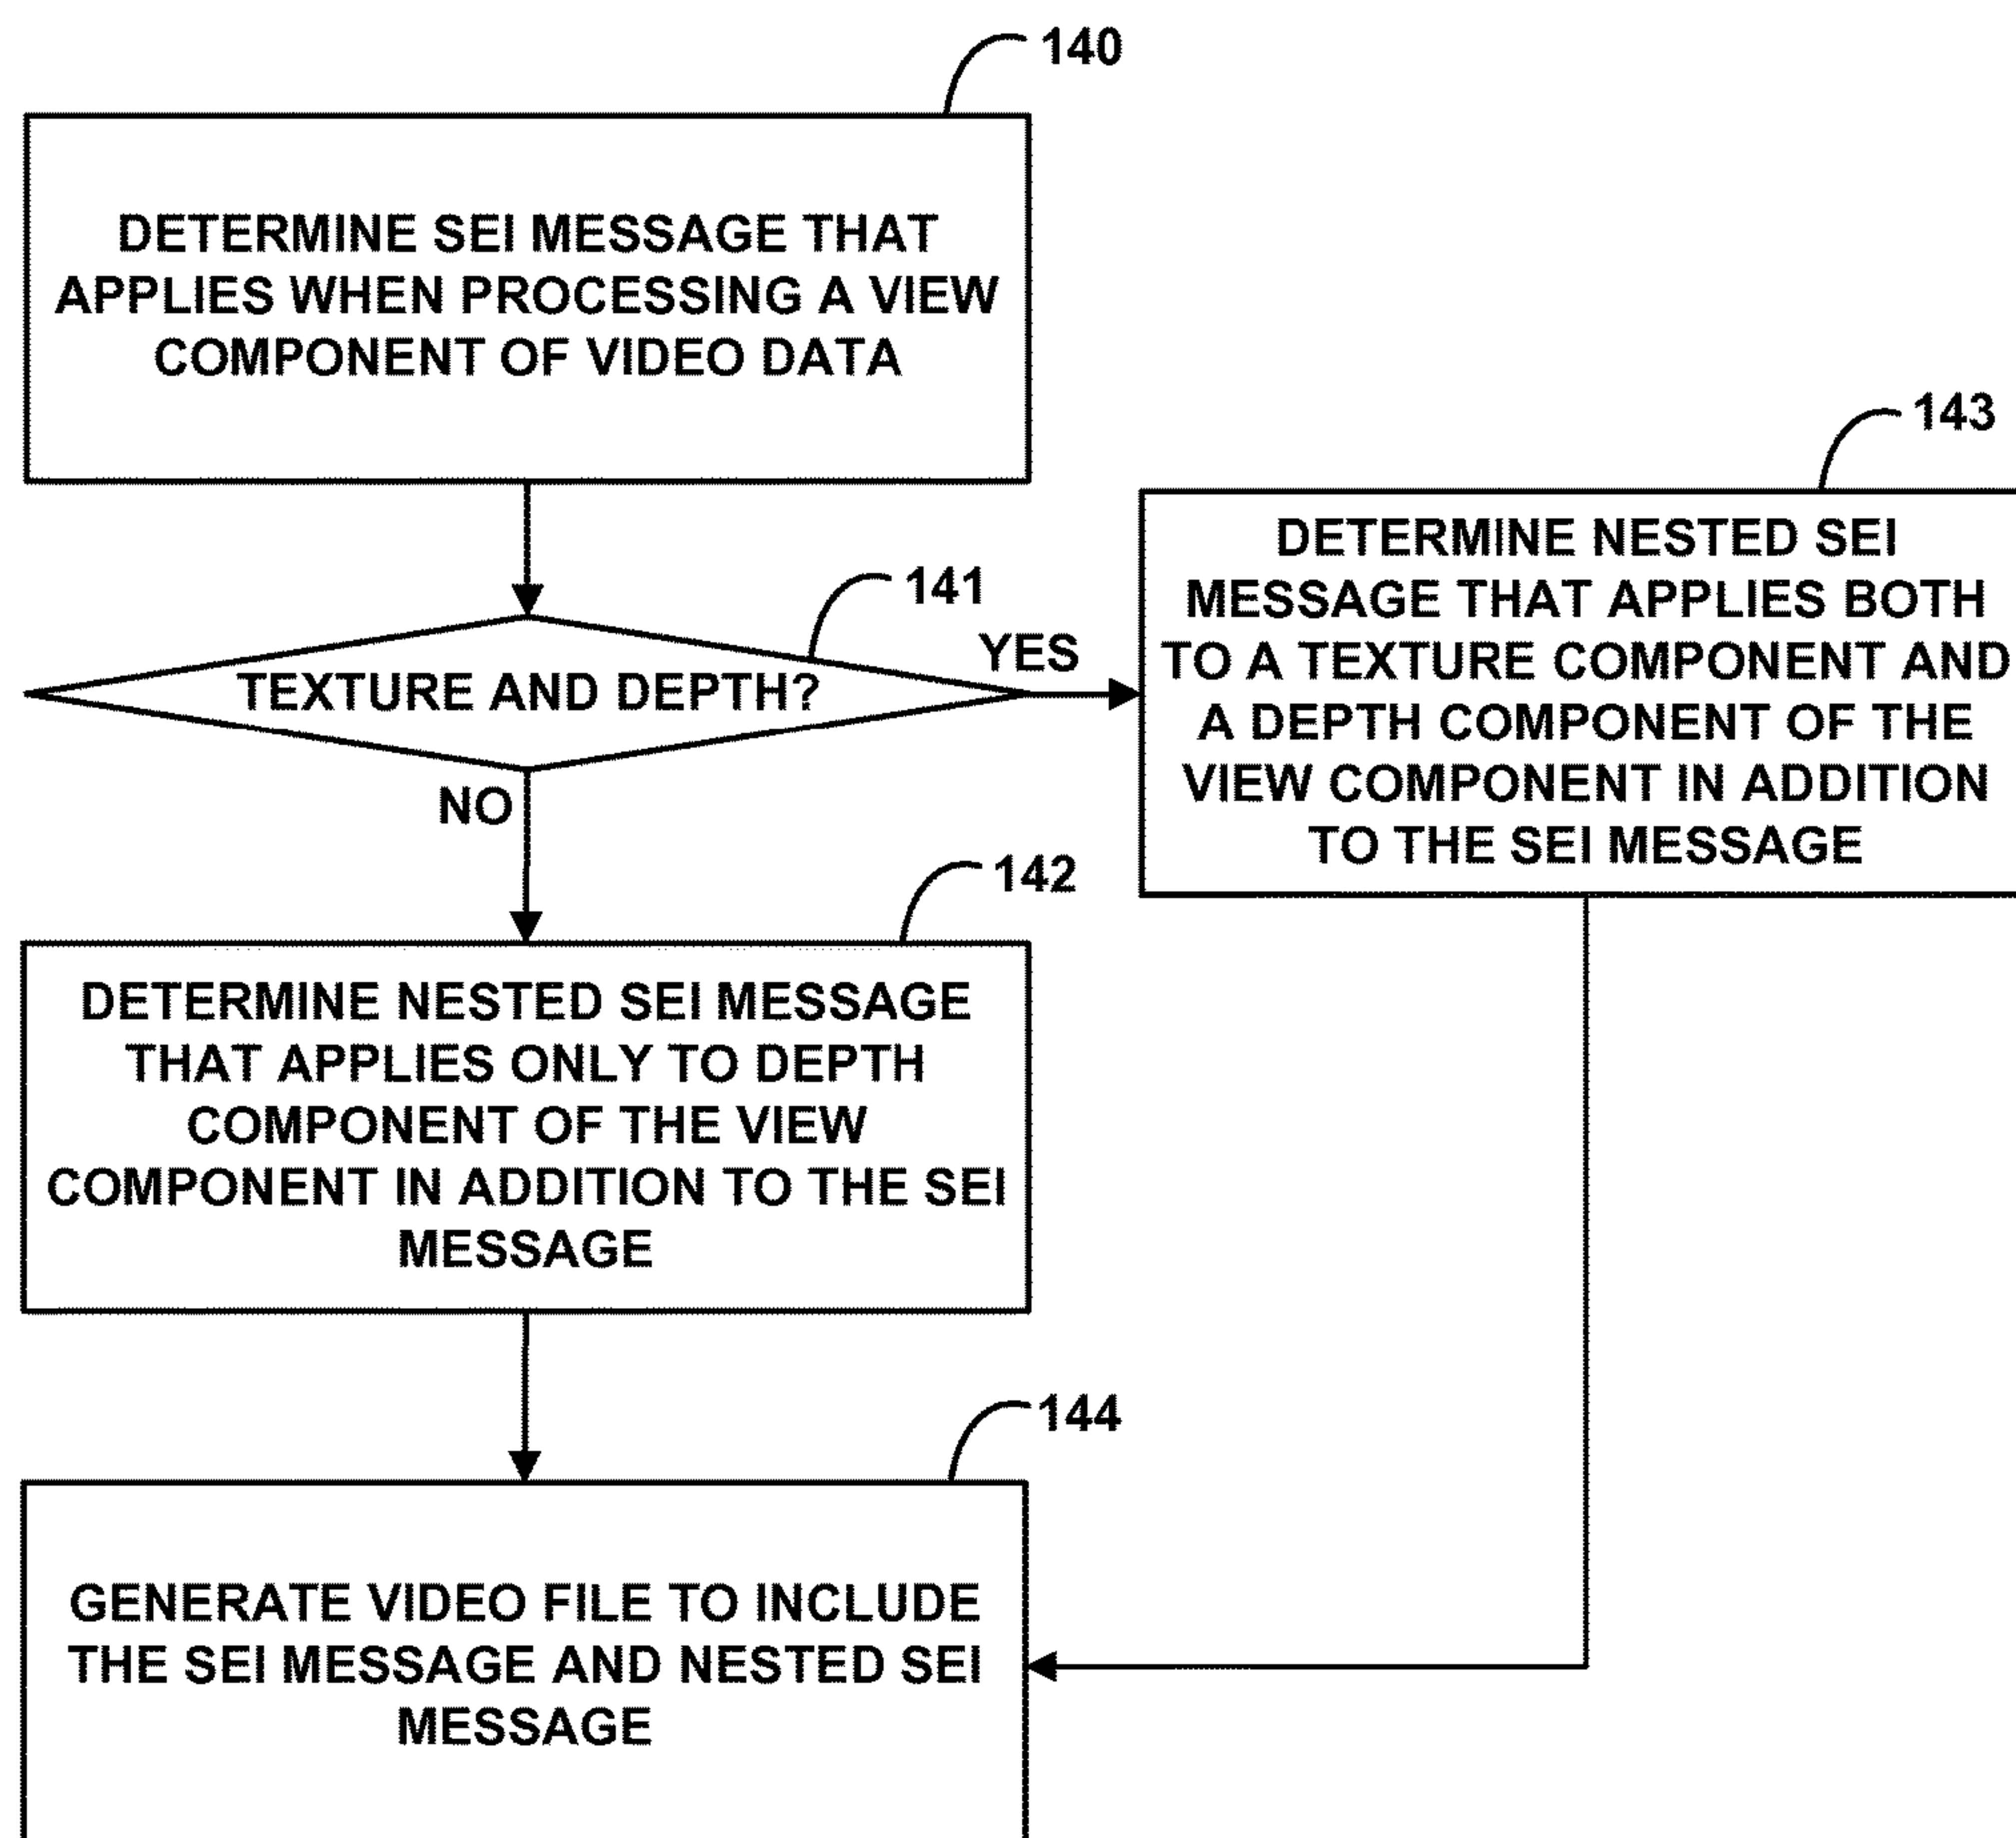 140
DETERMINE SEI MESSAGE THAT
APPLIES WHEN PROCESSING A VIEW
COMPONENT OF VIDEO DATA
141
TEXTURE AND DEPTH?
YES
NO
143
DETERMINE NESTED SEI
MESSAGE THAT APPLIES BOTH
TO A TEXTURE COMPONENT AND
A DEPTH COMPONENT OF THE
VIEW COMPONENT IN ADDITION
TO THE SEI MESSAGE
142
DETERMINE NESTED SEI MESSAGE
THAT APPLIES ONLY TO DEPTH
COMPONENT OF THE VIEW
COMPONENT IN ADDITION TO THE SEI
MESSAGE
144
GENERATE VIDEO FILE TO INCLUDE
THE SEI MESSAGE AND NESTED SEI
MESSAGE